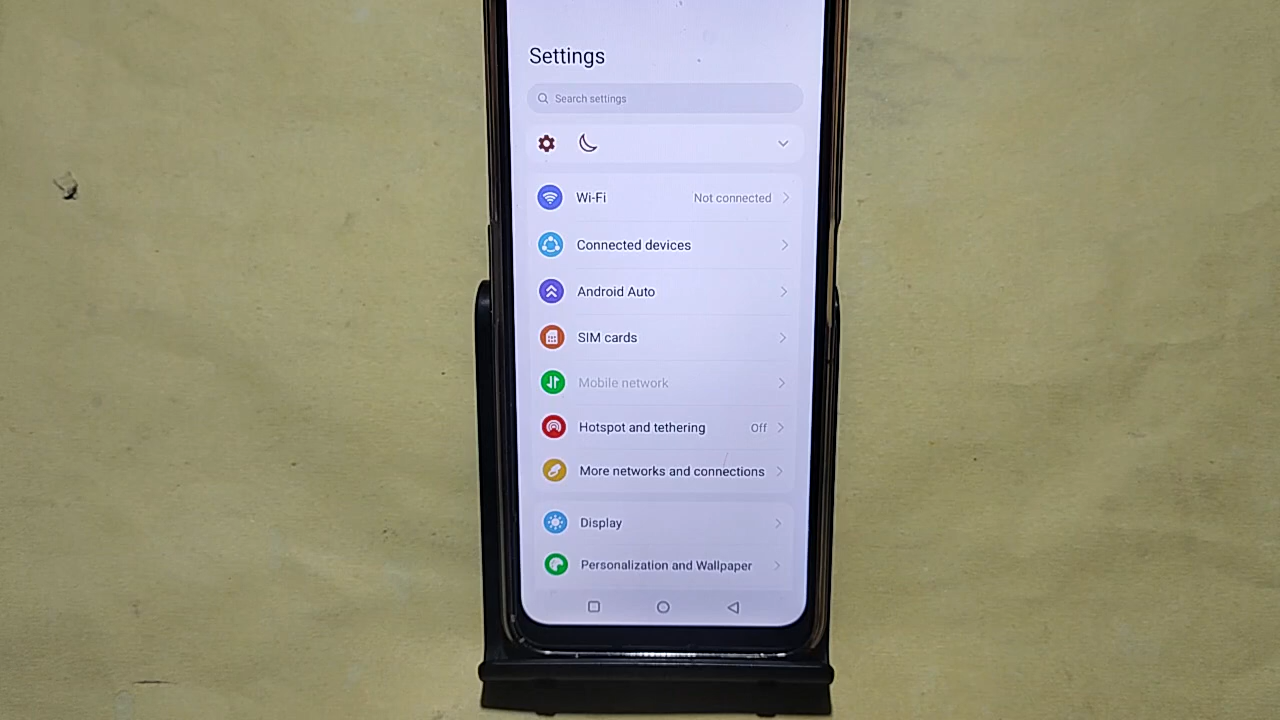 Settings
Search settings
Wi-Fi Not connected
Connected devices
Android Auto
SIM cards
Mobile network
Hotspot and tethering Off
More networks and connections
Display
Personalization and Wallpaper